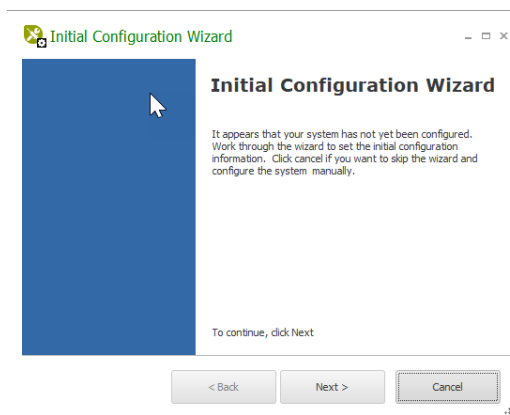 Initial Configuration Wizard
Initial Configuration Wizard
It appears that your system has not yet been configured.
Work through the wizard to set the initial configuration
information.  Click cancel if you want to skip the wizard and
configure the system manually.
To continue, click Next
< Back
Next >
Cancel